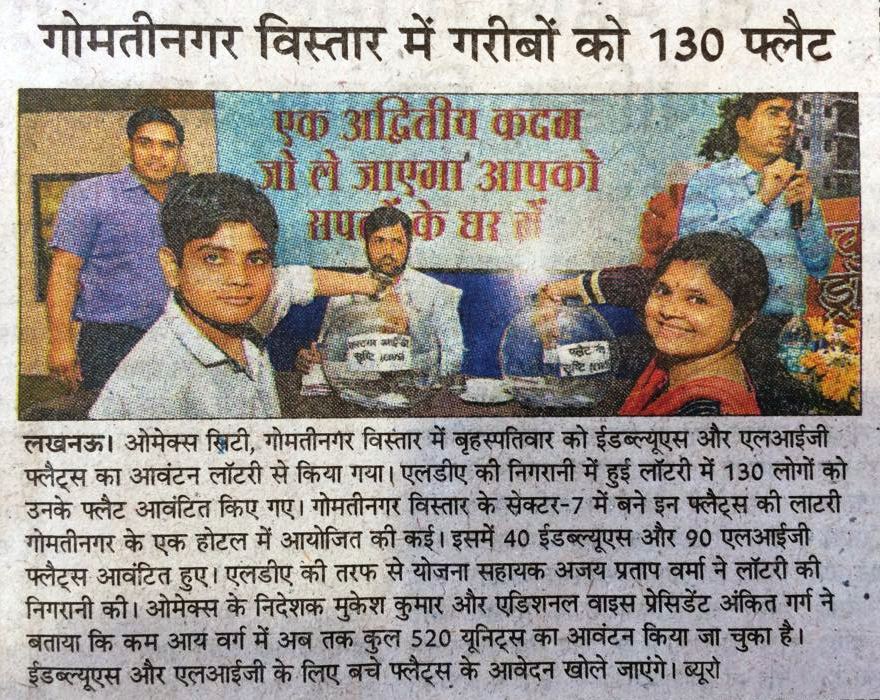 गोमतीनगर विस्तार में गरीबों को 130 फ्लैट
एक अद्वितीय कदम
जो ले जाएगा आपको
के घर में
सृष्टि (EWS)
फ्लैट नं
सृष्टि (EWS)
लखनऊ। ओमेक्स सिटी, गोमतीनगर विस्तार में बृहस्पतिवार को ईडब्ल्यूएस और एलआईजी
फ्लैट्स का आवंटन लॉटरी से किया गया। एलडीए की निगरानी में हुई लॉटरी में 130 लोगों को
उनके फ्लैट आवंटित किए गए। गोमतीनगर विस्तार के सेक्टर-7 में बने इन फ्लैट्स की लाटरी
गोमतीनगर के एक होटल में आयोजित की कई। इसमें 40 ईडब्ल्यूएस और 90 एलआईजी
फ्लैट्स आवंटित हुए। एलडीए की तरफ से योजना सहायक अजय प्रताप वर्मा ने लॉटरी की
निगरानी की। ओमेक्स के निदेशक मुकेश कुमार और एडिशनल वाइस प्रेसिडेंट अंकित गर्ग ने
बताया कि कम आय वर्ग में अब तक कुल 520 यूनिट्स का आवंटन किया जा चुका है।
ईडब्ल्यूएस और एलआईजी के लिए बचे फ्लैट्स के आवेदन खोले जाएंगे। ब्यूरो